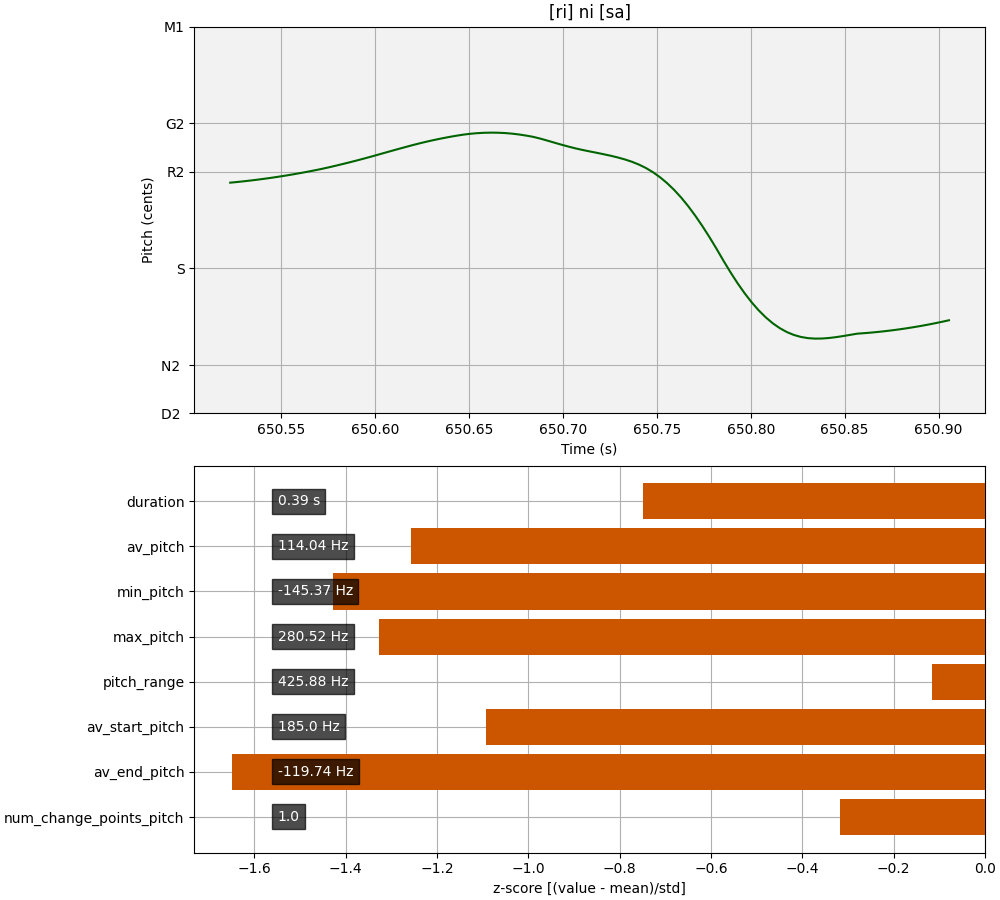 [ri] ni [sa]
M1
G2
R2
S
N2
D2
Pitch (cents)
650.55 650.60 650.65 650.70 650.75 650.80 650.85 650.90
Time (s)
duration 0.39 s
av_pitch 114.04 Hz
min_pitch -145.37 Hz
max_pitch 280.52 Hz
pitch_range 425.88 Hz
av_start_pitch 185.0 Hz
av_end_pitch -119.74 Hz
num_change_points_pitch 1.0
−1.6 −1.4 −1.2 −1.0 −0.8 −0.6 −0.4 −0.2 0.0
z-score [(value - mean)/std]